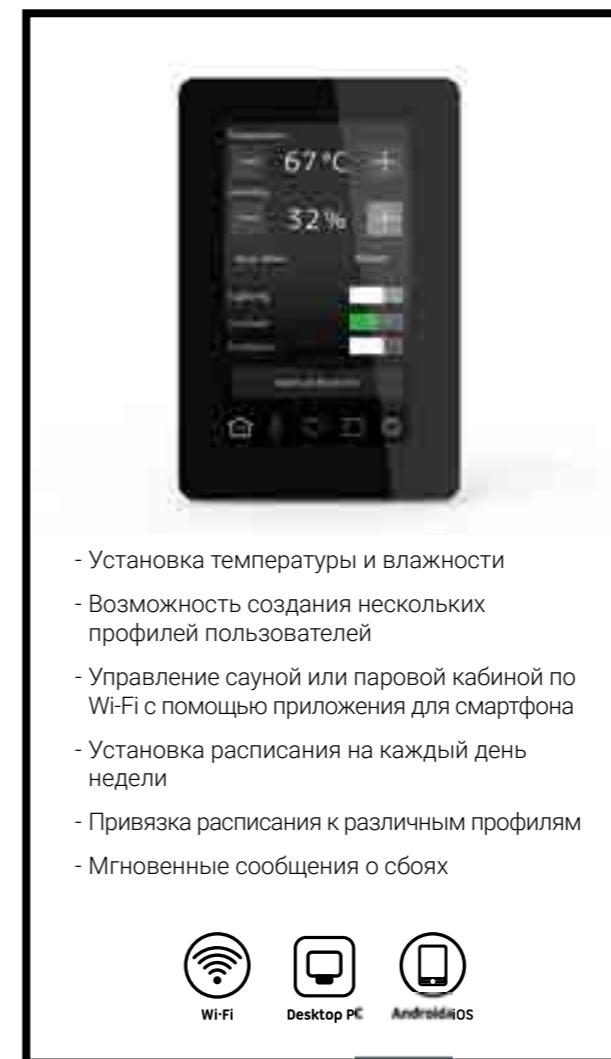 67°C
32%
- Установка температуры и влажности
- Возможность создания нескольких
профилей пользователей
- Управление сауной или паровой кабиной по
Wi-Fi с помощью приложения для смартфона
- Установка расписания на каждый день
недели
- Привязка расписания к различным профилям
- Мгновенные сообщения о сбоях
Wi-Fi Desktop PC Android iOS